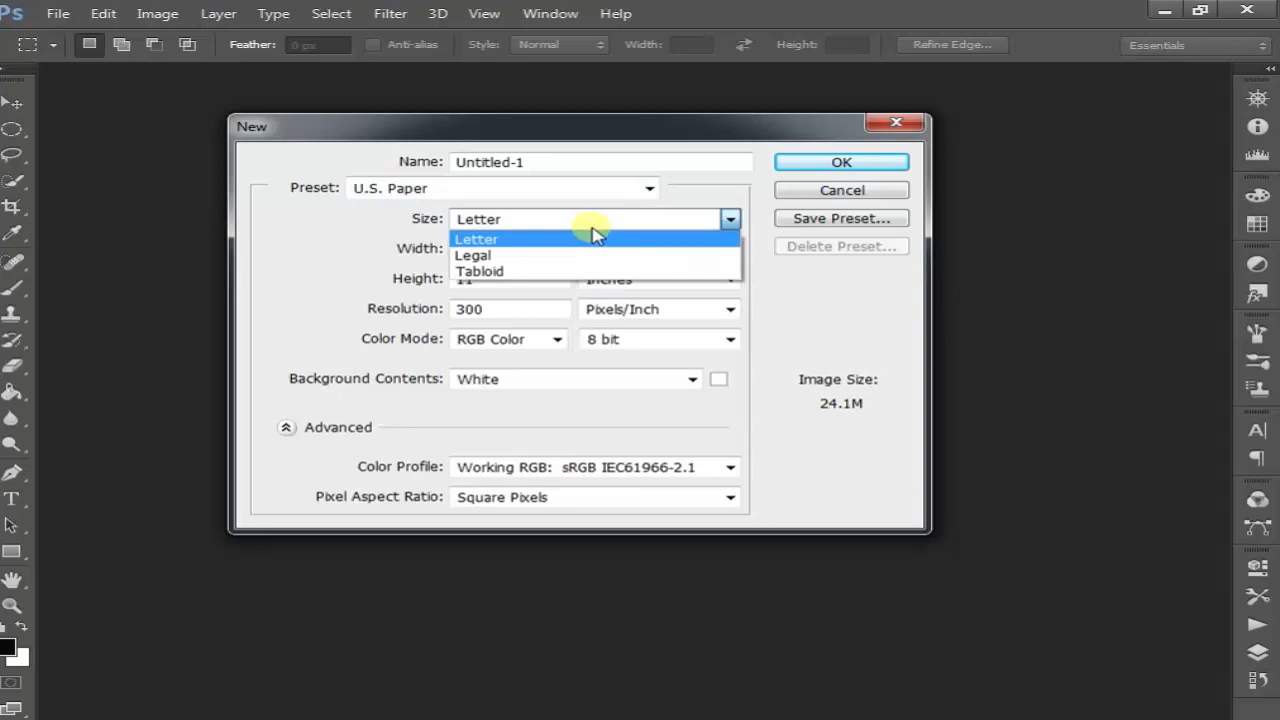 Ps File Edit Image Layer Type Select Filter 3D View Window Help
Feather: 0 px Anti-alias Style: Normal Width: Height: Refine Edge... Essentials
New
Name: Untitled-1 OK
Preset: U.S. Paper Cancel
Size: Letter Save Preset...
Letter
Width: Delete Preset...
Legal
Tabloid
Height: 11 Inches
Resolution: 300 Pixels/Inch
Color Mode: RGB Color 8 bit
Background Contents: White Image Size:
24.1M
Advanced
Color Profile: Working RGB: sRGB IEC61966-2.1
Pixel Aspect Ratio: Square Pixels